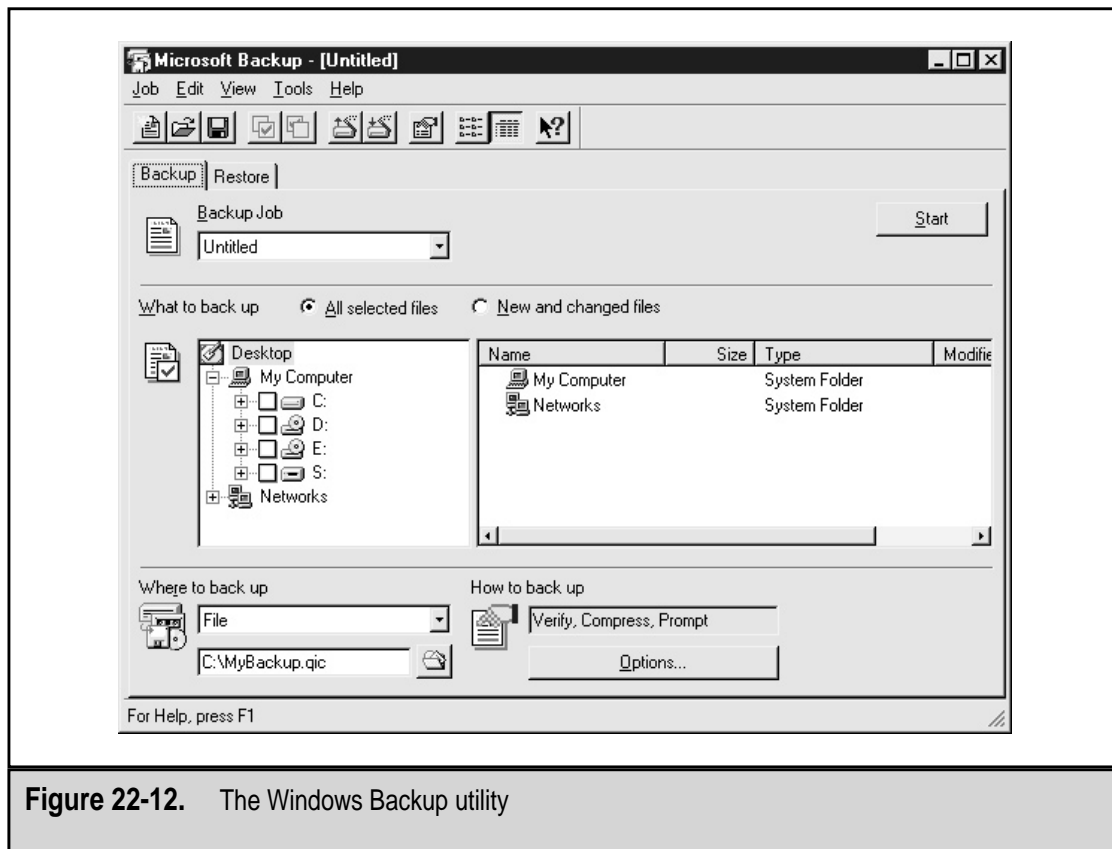 Microsoft Backup - [Untitled]
Job Edit View Tools Help
Backup Restore
Backup Job
Start
Untitled
What to back up All selected files New and changed files
Desktop
My Computer
C:
D:
E:
S:
Networks
Name Size Type Modifie
My Computer System Folder
Networks System Folder
Where to back up
File
C:\MyBackup.qic
How to back up
Verify, Compress, Prompt
Options...
For Help, press F1
Figure 22-12. The Windows Backup utility